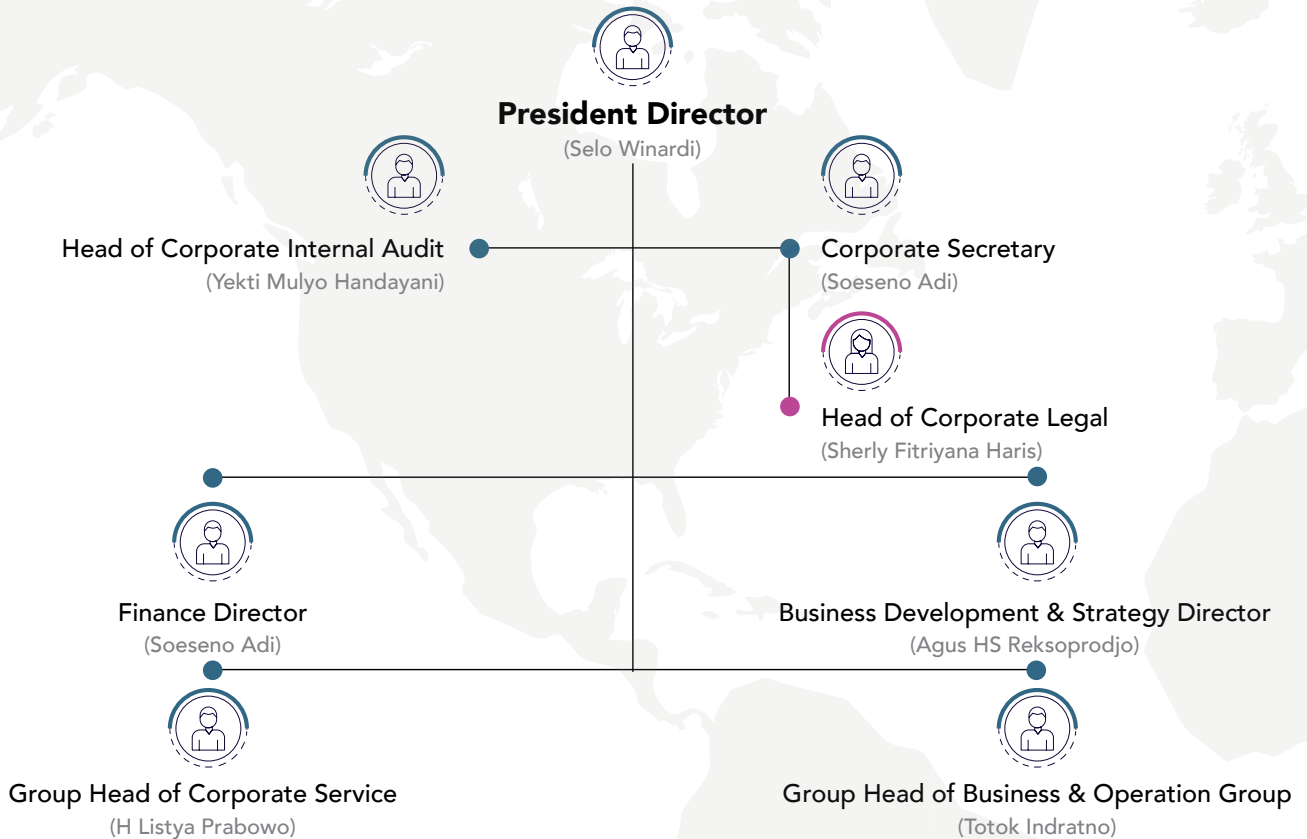 President Director
(Selo Winardi)
Head of Corporate Internal Audit
(Yekti Mulyo Handayani)
Corporate Secretary
(Soeseno Adi)
Head of Corporate Legal
(Sherly Fitriyana Haris)
Finance Director
(Soeseno Adi)
Business Development & Strategy Director
(Agus HS Reksoprodjo)
Group Head of Corporate Service
(H Listya Prabowo)
Group Head of Business & Operation Group
(Totok Indratno)